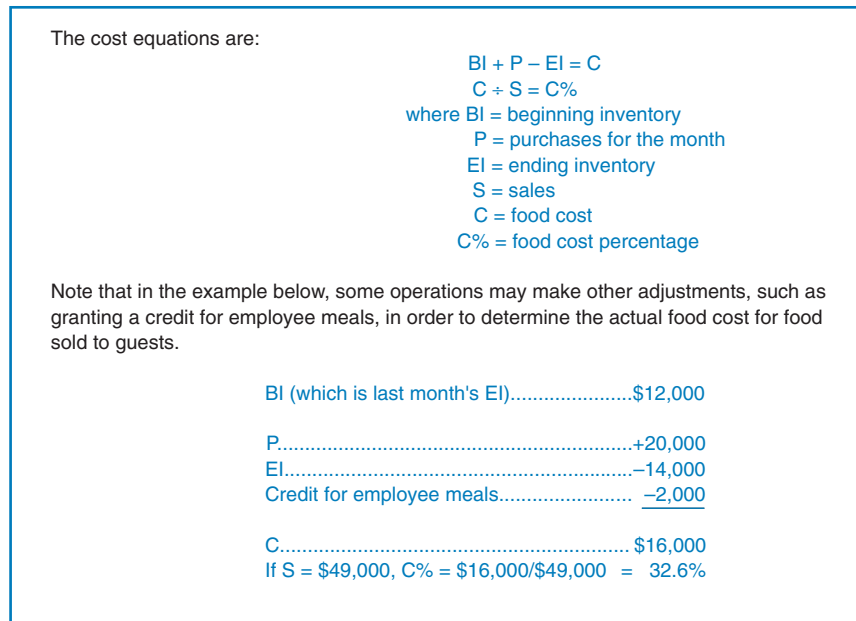 The cost equations are:
BI + P – EI = C
C ÷ S = C%
where BI = beginning inventory
P = purchases for the month
EI = ending inventory
S = sales
C = food cost
C% = food cost percentage
Note that in the example below, some operations may make other adjustments, such as
granting a credit for employee meals, in order to determine the actual food cost for food
sold to guests.
BI (which is last month's EI)......................$12,000
P................................................................+20,000
EI...............................................................–14,000
Credit for employee meals........................ –2,000
C............................................................... $16,000
If S = $49,000, C% = $16,000/$49,000 = 32.6%